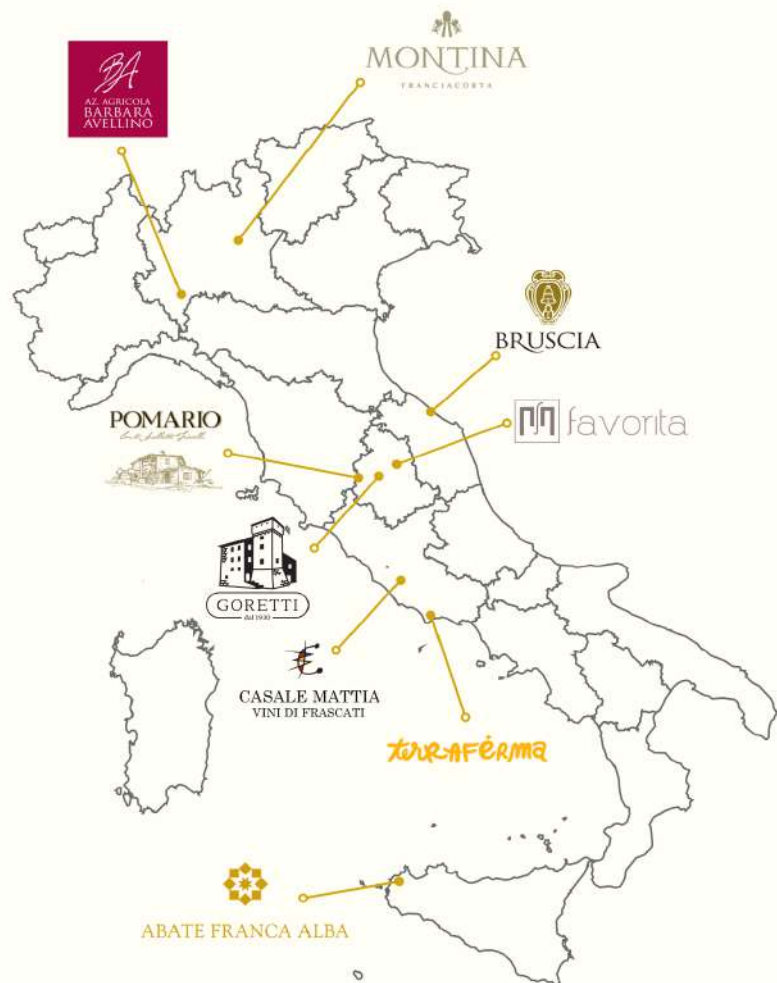 MONTINA
FRANCIACORTA
BA
AZ. AGRICOLA
BARBARA
AVELLINO
BRUSCIA
favorita
POMARIO
GORETTI
dal 1900
CASALE MATTIA
VINI DI FRASCATI
terraférma
ABATE FRANCA ALBA